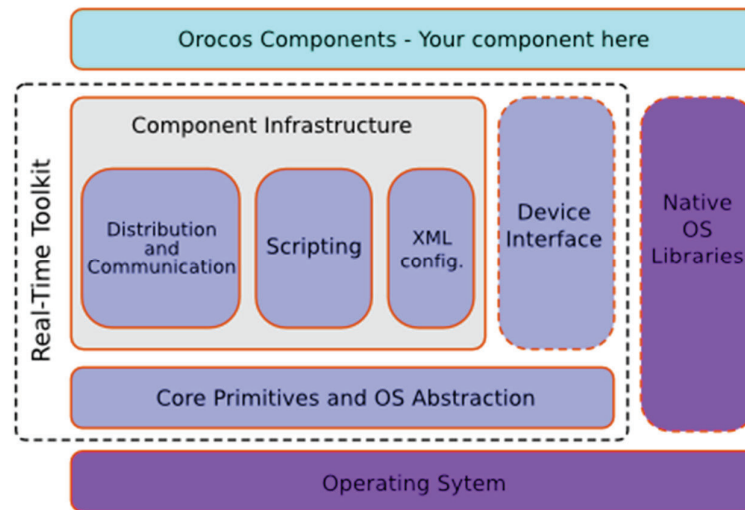 Orocos Components - Your component here
Real-Time Toolkit
Component Infrastructure
Distribution
and
Communication
Scripting
XML
config.
Device
Interface
Native
OS
Libraries
Core Primitives and OS Abstraction
Operating Sytem